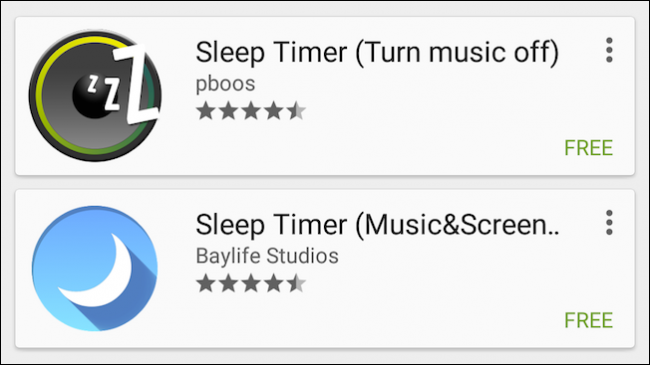 Sleep Timer (Turn music off)
pboos
FREE
Sleep Timer (Music&Screen..
Baylife Studios
FREE